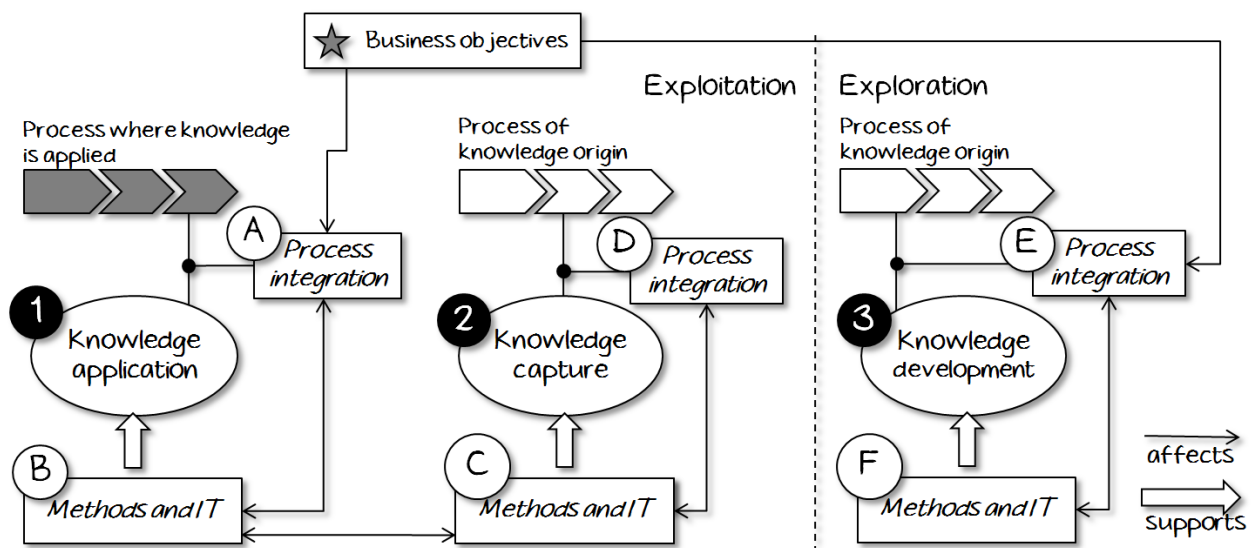 Business objectives
Exploitation
Exploration
Process where knowledge
is applied
Process of
knowledge origin
Process of
knowledge origin
A
Process
integration
D
Process
integration
E
Process
integration
1
Knowledge
application
2
Knowledge
capture
3
Knowledge
development
B
Methods and IT
C
Methods and IT
F
Methods and IT
affects
supports